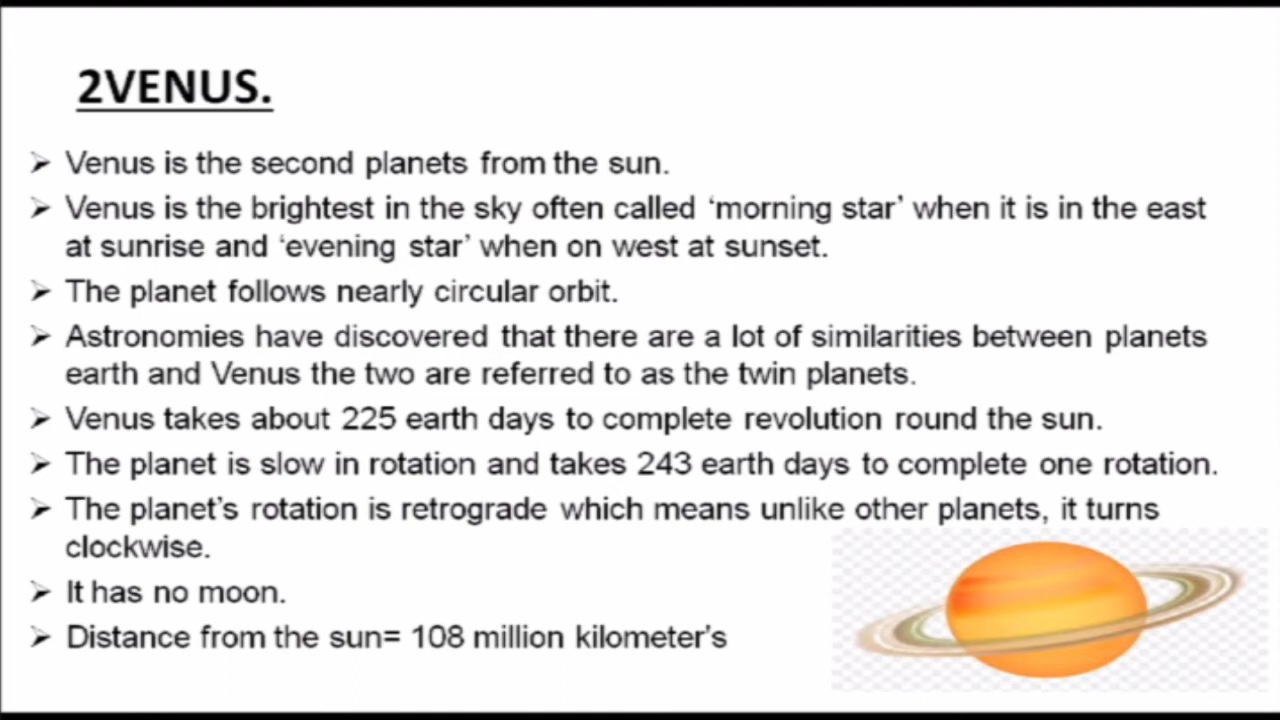 2VENUS.
➢ Venus is the second planets from the sun.
➢ Venus is the brightest in the sky often called ‘morning star’ when it is in the east
at sunrise and ‘evening star’ when on west at sunset.
➢ The planet follows nearly circular orbit.
➢ Astronomies have discovered that there are a lot of similarities between planets
earth and Venus the two are referred to as the twin planets.
➢ Venus takes about 225 earth days to complete revolution round the sun.
➢ The planet is slow in rotation and takes 243 earth days to complete one rotation.
➢ The planet’s rotation is retrograde which means unlike other planets, it turns
clockwise.
➢ It has no moon.
➢ Distance from the sun= 108 million kilometer’s